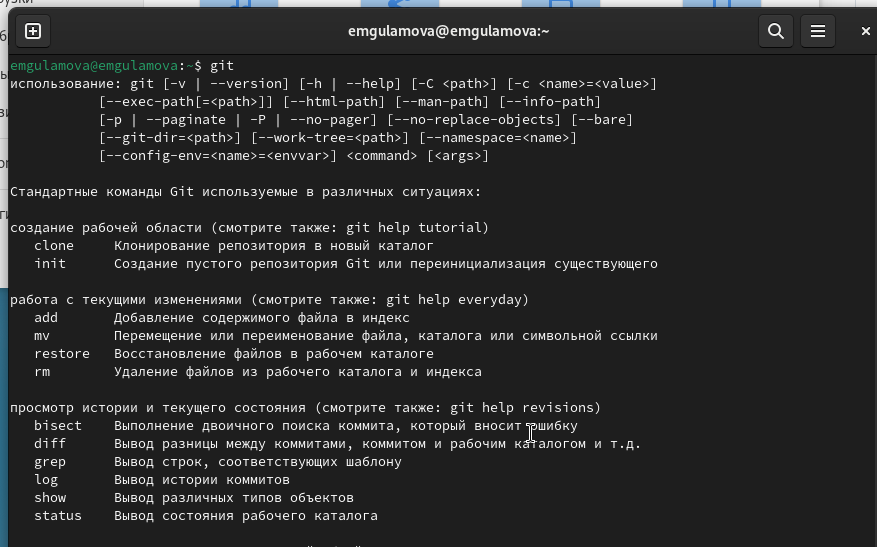 emgulamova@emgulamova:~
emgulamova@emgulamova:~$ git
использование: git [-v | --version] [-h | --help] [-C <path>] [-c <name>=<value>]
           [--exec-path[=<path>]] [--html-path] [--man-path] [--info-path]
           [-p | --paginate | -P | --no-pager] [--no-replace-objects] [--bare]
           [--git-dir=<path>] [--work-tree=<path>] [--namespace=<name>]
           [--config-env=<name>=<envvar>] <command> [<args>]
Стандартные команды Git используемые в различных ситуациях:
создание рабочей области (смотрите также: git help tutorial)
   clone     Клонирование репозитория в новый каталог
   init      Создание пустого репозитория Git или переинициализация существующего
работа с текущими изменениями (смотрите также: git help everyday)
   add       Добавление содержимого файла в индекс
   mv        Перемещение или переименование файла, каталога или символьной ссылки
   restore   Восстановление файлов в рабочем каталоге
   rm        Удаление файлов из рабочего каталога и индекса
просмотр истории и текущего состояния (смотрите также: git help revisions)
   bisect    Выполнение двоичного поиска коммита, который вносит ошибку
   diff      Вывод разницы между коммитами, коммитом и рабочим каталогом и т.д.
   grep      Вывод строк, соответствующих шаблону
   log       Вывод истории коммитов
   show      Вывод различных типов объектов
   status    Вывод состояния рабочего каталога